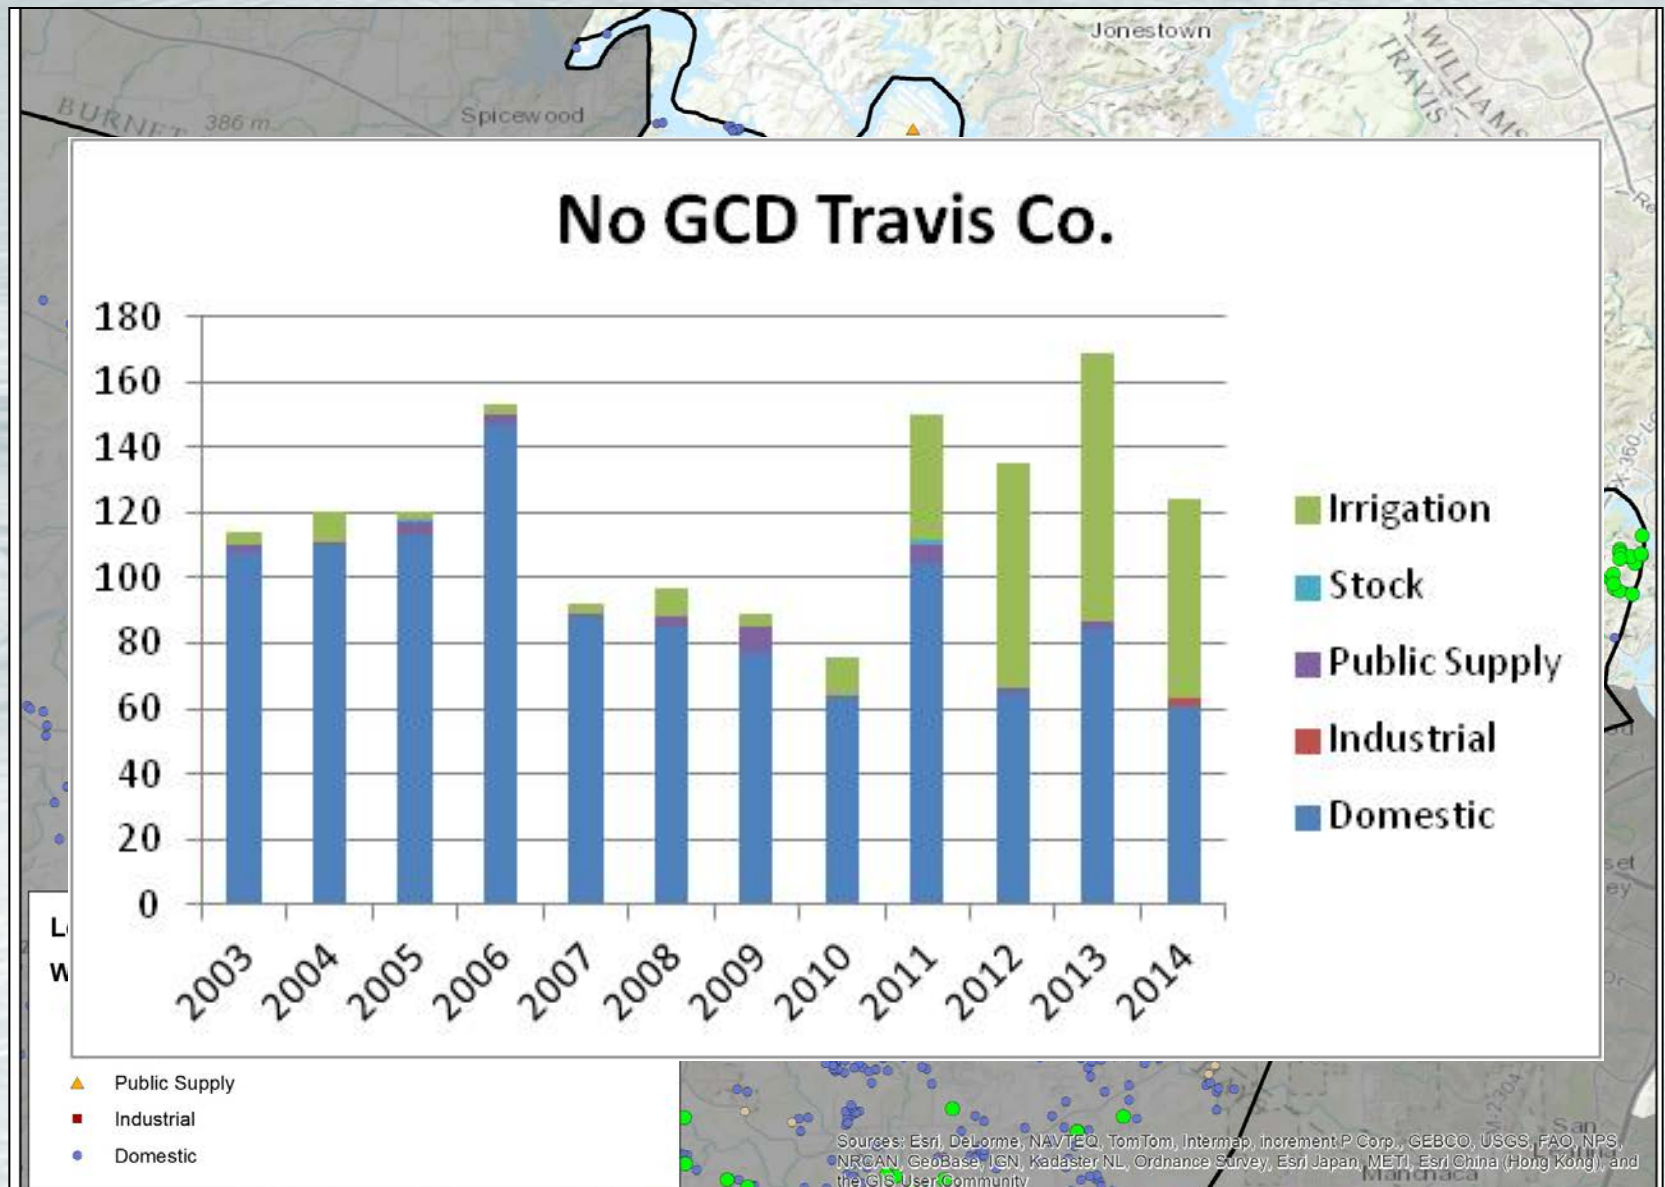 Jonestown
WILLIAMS
TRAVIS
BURNET
386 m
Spicewood
No GCD Travis Co.
180
160
140
120
100
80
60
40
20
0
2003
2004
2005
2006
2007
2008
2009
2010
2011
2012
2013
2014
Irrigation
Stock
Public Supply
Industrial
Domestic
Public Supply
Industrial
Domestic
San
Manchaca
Sources: Esri, DeLorme, NAVTEQ, TomTom, Intermap, increment P Corp., GEBCO, USGS, FAO, NPS,
NRCAN, GeoBase, IGN, Kadaster NL, Ordnance Survey, Esri Japan, METI, Esri China (Hong Kong), and
the GIS User Community